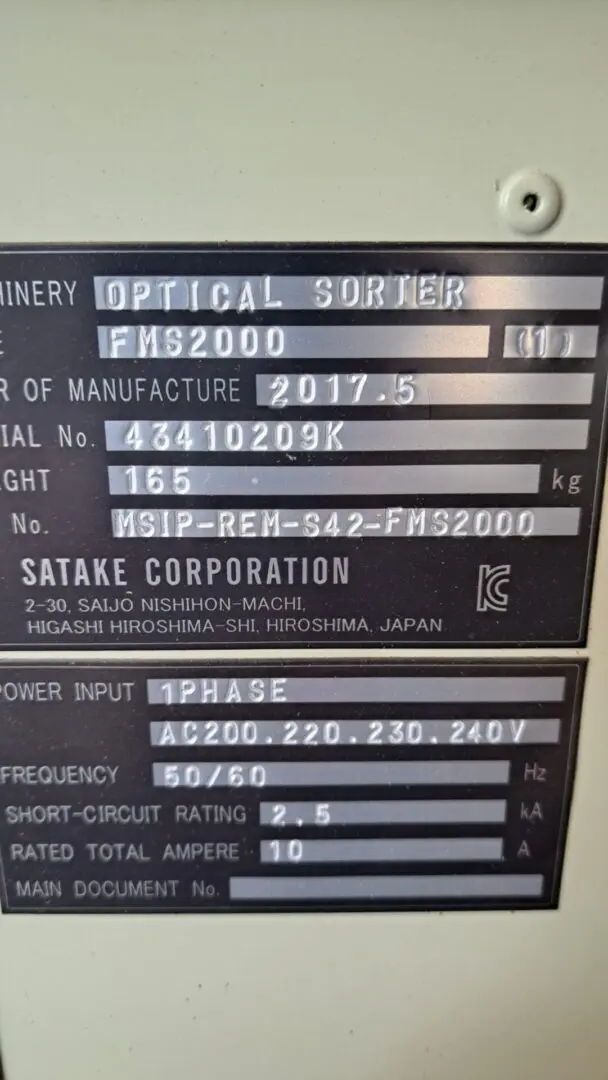 HINERY OPTICAL SORTER
E FMS2000 (1)
R OF MANUFACTURE 2017.5
IAL No. 43410209K
GHT 165 kg
No. MSIP-REM-S42-FMS2000
SATAKE CORPORATION
2-30, SAIJO NISHIHON-MACHI,
HIGASHI HIROSHIMA-SHI, HIROSHIMA, JAPAN
POWER INPUT 1PHASE
AC200.220.230.240V
FREQUENCY 50/60 Hz
SHORT-CIRCUIT RATING 2.5 kA
RATED TOTAL AMPERE 10 A
MAIN DOCUMENT No.